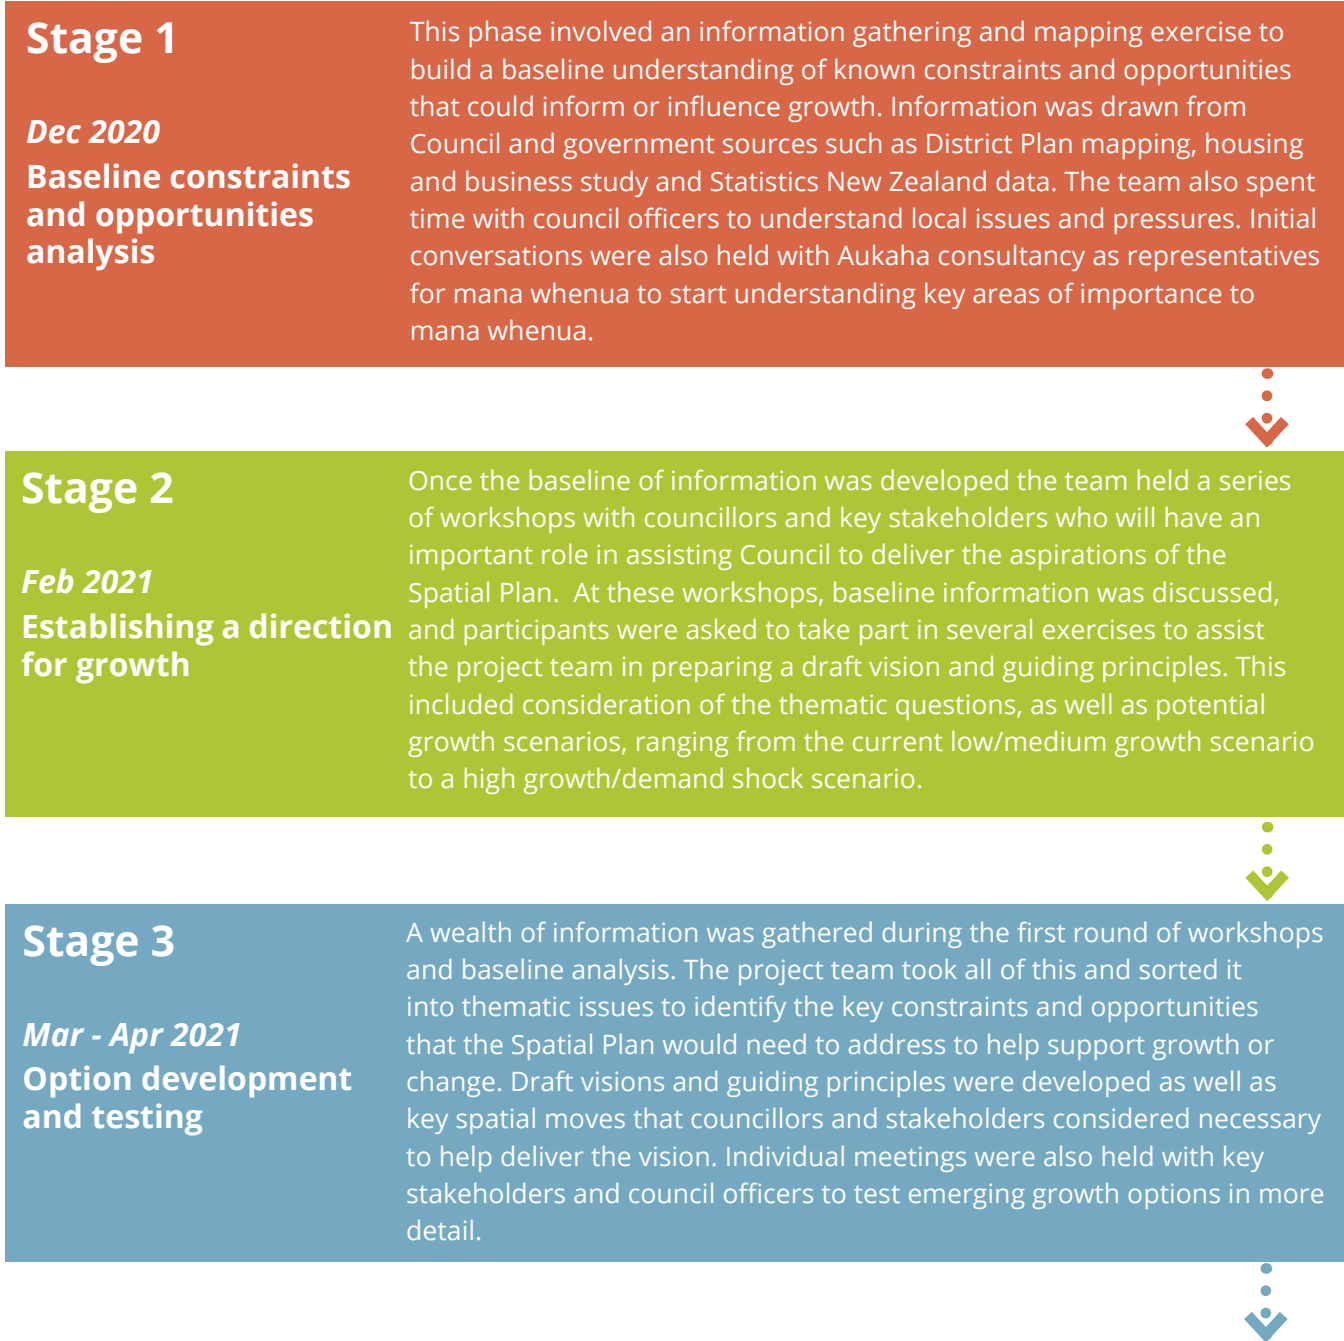 Stage 1
Dec 2020
Baseline constraints
and opportunities
analysis
This phase involved an information gathering and mapping exercise to
build a baseline understanding of known constraints and opportunities
that could inform or influence growth. Information was drawn from
Council and government sources such as District Plan mapping, housing
and business study and Statistics New Zealand data. The team also spent
time with council officers to understand local issues and pressures. Initial
conversations were also held with Aukaha consultancy as representatives
for mana whenua to start understanding key areas of importance to
mana whenua.
Stage 2
Feb 2021
Establishing a direction
for growth
Once the baseline of information was developed the team held a series
of workshops with councillors and key stakeholders who will have an
important role in assisting Council to deliver the aspirations of the
Spatial Plan.  At these workshops, baseline information was discussed,
and participants were asked to take part in several exercises to assist
the project team in preparing a draft vision and guiding principles. This
included consideration of the thematic questions, as well as potential
growth scenarios, ranging from the current low/medium growth scenario
to a high growth/demand shock scenario.
Stage 3
Mar - Apr 2021
Option development
and testing
A wealth of information was gathered during the first round of workshops
and baseline analysis. The project team took all of this and sorted it
into thematic issues to identify the key constraints and opportunities
that the Spatial Plan would need to address to help support growth or
change. Draft visions and guiding principles were developed as well as
key spatial moves that councillors and stakeholders considered necessary
to help deliver the vision. Individual meetings were also held with key
stakeholders and council officers to test emerging growth options in more
detail.